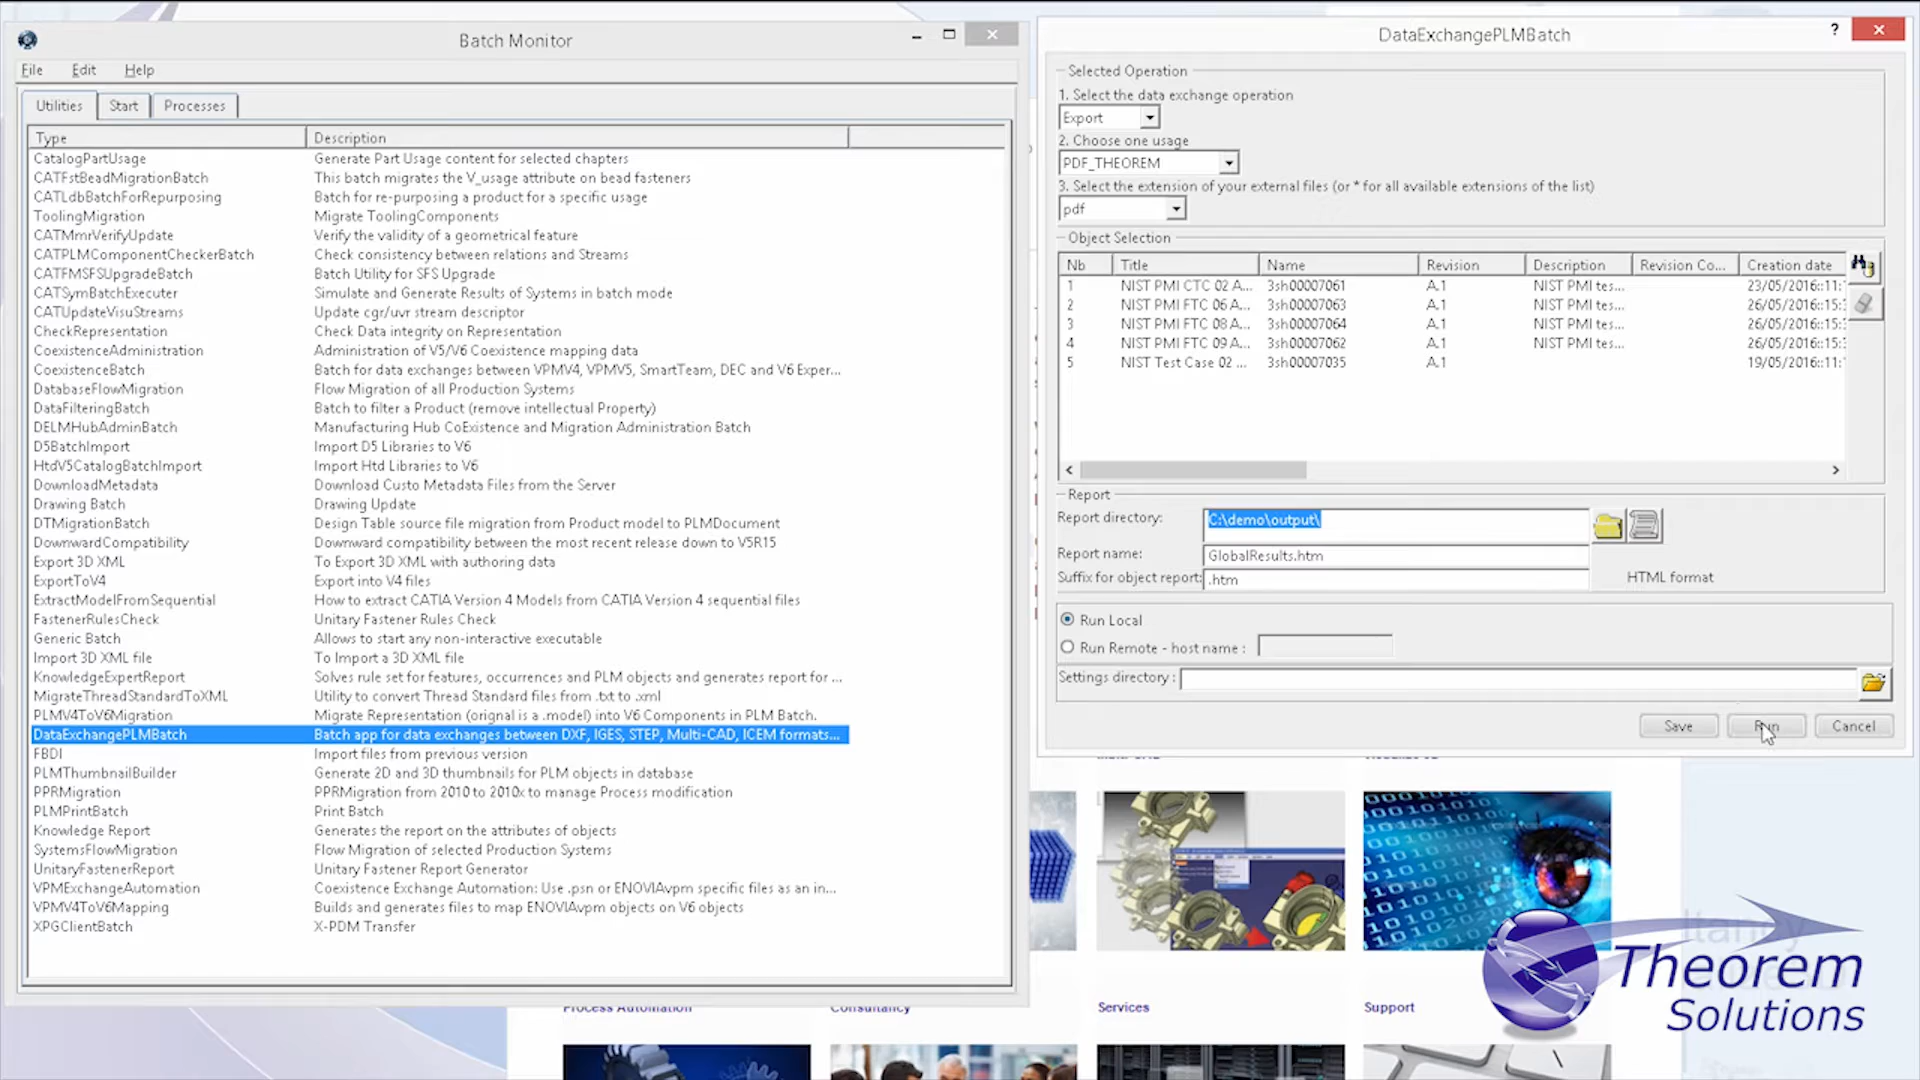 Batch Monitor
File Edit Help
Utilities Start Processes
Type Description
CatalogPartUsage Generate Part Usage content for selected chapters
CATFstBeadMigrationBatch This batch migrates the V_usage attribute on bead fasteners
CATLdbBatchForRepurposing Batch for re-purposing a product for a specific usage
ToolingMigration Migrate ToolingComponents
CATMmrVerifyUpdate Verify the validity of a geometrical feature
CATPLMComponentCheckerBatch Check consistency between relations and Streams
CATFMSFSUpgradeBatch Batch Utility for SFS Upgrade
CATSymBatchExecuter Simulate and Generate Results of Systems in batch mode
CATUpdateVisuStreams Update cgr/uvr stream descriptor
CheckRepresentation Check Data integrity on Representation
CoexistenceAdministration Administration of V5/V6 Coexistence mapping data
CoexistenceBatch Batch for data exchanges between VPMV4, VPMV5, SmarTeam, DEC and V6 Exper...
DatabaseFlowMigration Flow Migration of all Production Systems
DataFilteringBatch Batch to filter a Product (remove intellectual Property)
DELMHubAdminBatch Manufacturing Hub CoExistence and Migration Administration Batch
D5BatchImport Import D5 Libraries to V6
HtdV5CatalogBatchImport Import Htd Libraries to V6
DownloadMetadata Download Custo Metadata Files from the Server
Drawing Batch Drawing Update
DTMigrationBatch Design Table source file migration from Product model to PLMDocument
DownwardCompatibility Downward compatibility between the most recent release down to V5R15
Export 3D XML To Export 3D XML with authoring data
ExportToV4 Export into V4 files
ExtractModelFromSequential How to extract CATIA Version 4 Models from CATIA Version 4 sequential files
FastenerRulesCheck Unitary Fastener Rules Check
Generic Batch Allows to start any non-interactive executable
Import 3D XML file To Import a 3D XML file
KnowledgeExpertReport Solves rule set for features, occurrences and PLM objects and generates report for ...
MigrateThreadStandardToXML Utility to convert Thread Standard files from .txt to .xml
PLMV4ToV6Migration Migrate Representation (orignal is a .model) into V6 Components in PLM Batch.
DataExchangePLMBatch Batch app for data exchanges between DXF, IGES, STEP, Multi-CAD, ICEM formats...
FBDI Import files from previous version
PLMThumbnailBuilder Generate 2D and 3D thumbnails for PLM objects in database
PPRMigration PPRMigration from 2010 to 2010x to manage Process modification
PLMPrintBatch Print Batch
Knowledge Report Generates the report on the attributes of objects
SystemsFlowMigration Flow Migration of selected Production Systems
UnitaryFastenerReport Unitary Fastener Report Generator
VPMExchangeAutomation Coexistence Exchange Automation: Use .psn or ENOVIAvpm specific files as an in...
VPMV4ToV6Mapping Builds and generates files to map ENOVIAvpm objects on V6 objects
XPGClientBatch X-PDM Transfer
DataExchangePLMBatch
?
Selected Operation
1. Select the data exchange operation
Export
2. Choose one usage
PDF_THEOREM
3. Select the extension of your external files (or * for all available extensions of the list)
pdf
Object Selection
Nb Title Name Revision Description Revision Co... Creation date
1 NIST PMI CTC 02 A... 3sh00007061 A.1 NIST PMI tes... 23/05/2016::11:
2 NIST PMI FTC 06 A... 3sh00007063 A.1 NIST PMI tes... 26/05/2016::15:
3 NIST PMI FTC 08 A... 3sh00007064 A.1 NIST PMI tes... 26/05/2016::15:
4 NIST PMI FTC 09 A... 3sh00007062 A.1 NIST PMI tes... 26/05/2016::15:
5 NIST Test Case 02 ... 3sh00007035 A.1 19/05/2016::11:
Report
Report directory: C:\demo\output\
Report name: GlobalResults.htm
Suffix for object report: .htm HTML format
Run Local
Run Remote - host name :
Settings directory :
Save Run Cancel
Process Automation Consultancy Services Support
Theorem
Solutions